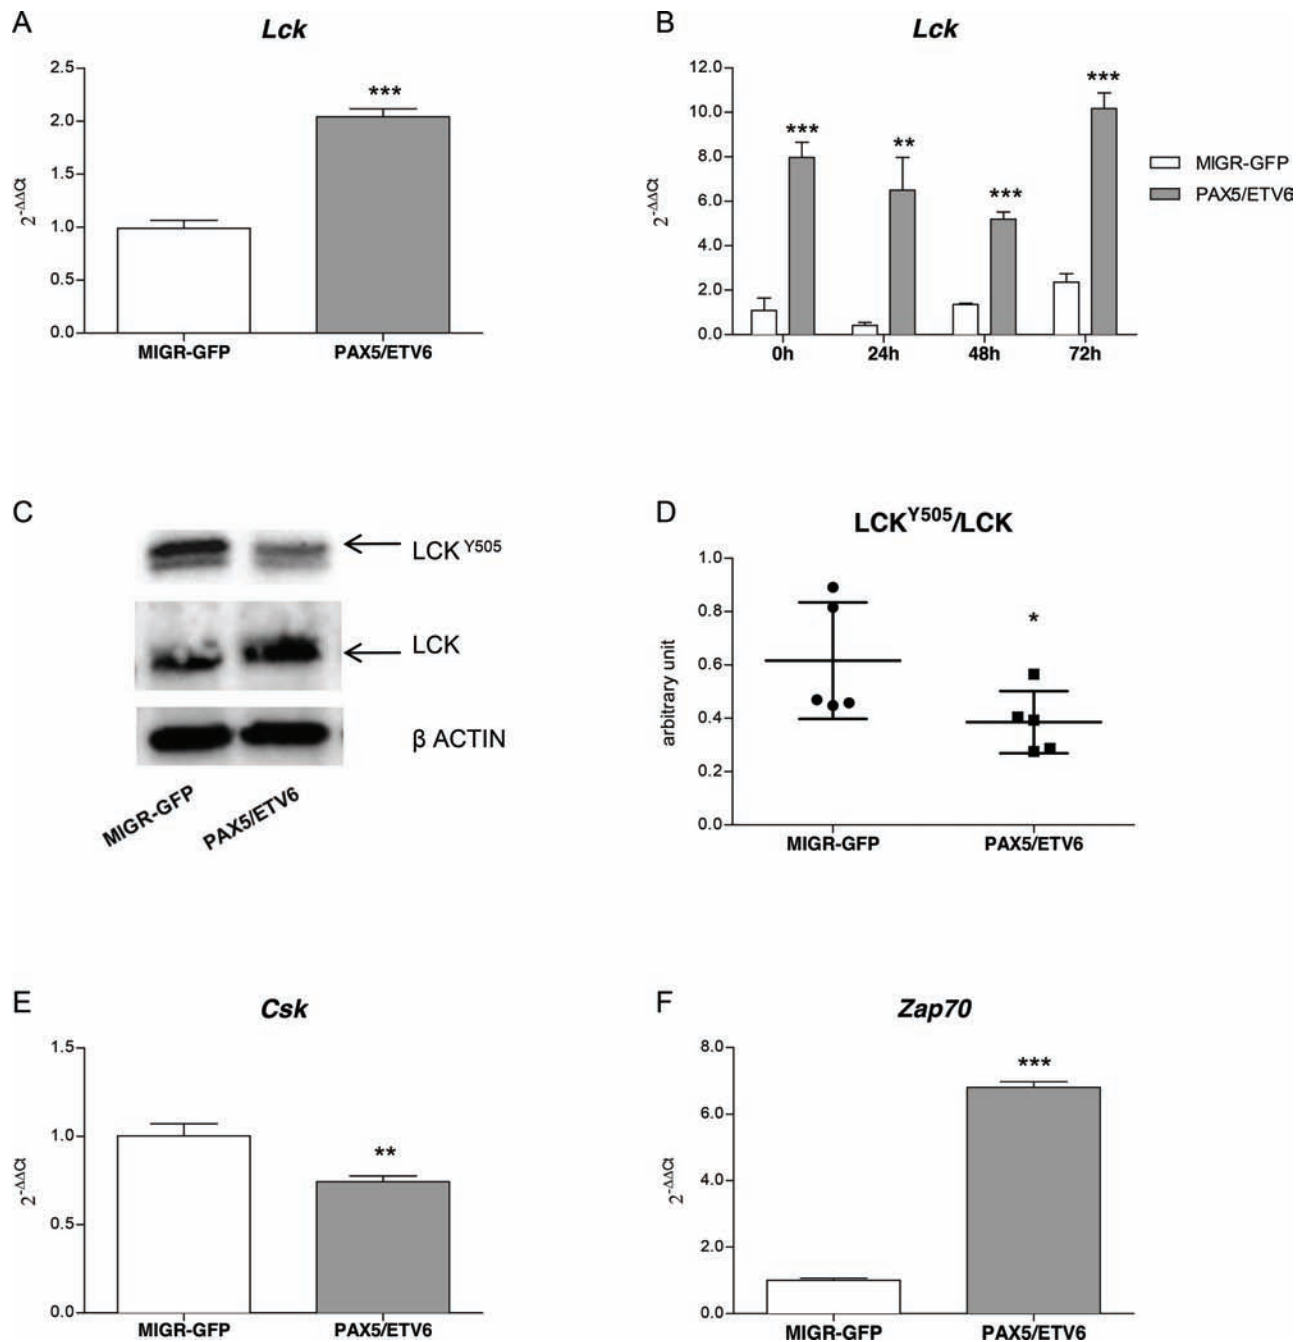 A
Lck
2.5
2.0
1.5
1.0
0.5
0.0
2-ΔΔCt
***
MIGR-GFP PAX5/ETV6
B
Lck
12.0
10.0
8.0
6.0
4.0
2.0
0.0
2-ΔΔCt
*** ** *** ***
0h 24h 48h 72h
MIGR-GFP
PAX5/ETV6
C
LCK Y505
LCK
β ACTIN
MIGR-GFP PAX5/ETV6
D
LCKY505/LCK
1.0
0.8
0.6
0.4
0.2
0.0
arbitrary unit
*
MIGR-GFP PAX5/ETV6
E
Csk
1.5
1.0
0.5
0.0
2-ΔΔCt
**
MIGR-GFP PAX5/ETV6
F
Zap70
8.0
6.0
4.0
2.0
0.0
2-ΔΔCt
***
MIGR-GFP PAX5/ETV6